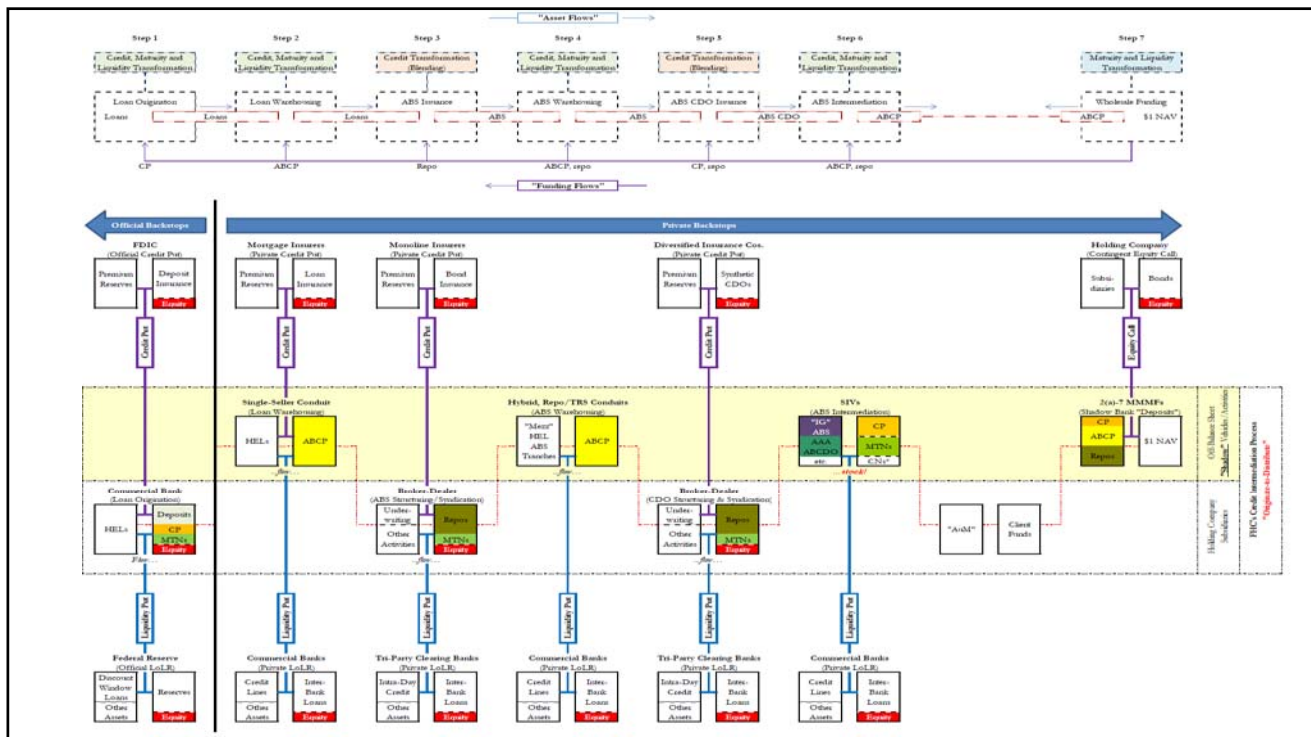 "Asset Flows"
Step 1 Step 2 Step 3 Step 4 Step 5 Step 6 Step 7
Credit, Maturity and Credit, Maturity and Credit Transformation Credit, Maturity and Credit Transformation Credit, Maturity and Maturity and Liquidity
Liquidity Transformation Liquidity Transformation (Blending) Liquidity Transformation (Blending) Liquidity Transformation Transformation
Loan Origination Loan Warehousing ABS Issuance ABS Warehousing ABS CDO Issuance ABS Intermediation Wholesale Funding
Loans Loans Loans ABS ABS ABS CDO ABCP ABCP $1 NAV
CP ABCP Repo ABCP, repo CP, repo ABCP, repo
"Funding Flows"
Official Backstops Private Backstops
FDIC Mortgage Insurers Monoline Insurers Diversified Insurance Cos. Holding Company
(Official Credit Put) (Private Credit Put) (Private Credit Put) (Private Credit Put) (Contingent Equity Call)
Premium Deposit Premium Loan Premium Bond Premium Synthetic Subsi- Bonds
Reserves Insurance Reserves Insurance Reserves Insurance Reserves CDOs diaries
Equity Equity Equity Equity Equity
Credit Put Credit Put Credit Put Credit Put Equity Call
Single-Seller Conduit Hybrid, Repo/TRS Conduits SIVs 2(a)-7 MMMFs
(Loan Warehousing) (ABS Warehousing) (ABS Intermediation) (Shadow Bank "Deposits")
HELs ABCP "Mezz" HEL ABS Tranches ABCP "IG" ABS AAA ABCDO etc. CP MTNs CNs* CP ABCP Repos $1 NAV
...flow... ...flow... ...stock!
Off-Balance Sheet
"Shadow" Vehicles/Activities
Commercial Bank Broker-Dealer Broker-Dealer
(Loan Origination) (ABS Structuring/Syndication) (CDO Structuring & Syndication)
HELs Deposits CP MTNs Equity Under-writing Other Activities Repos MTNs Equity Under-writing Other Activities Repos MTNs Equity "AuM" Client Funds
Flow... ...flow... ...flow...
Holding Company
Subsidiaries
FHC's Credit Intermediation Process
"Originate-to-Distribute"
Liquidity Put Liquidity Put Liquidity Put Liquidity Put Liquidity Put Liquidity Put
Federal Reserve Commercial Banks Tri-Party Clearing Banks Commercial Banks Tri-Party Clearing Banks Commercial Banks
(Official LoLR) (Private LoLR) (Private LoLR) (Private LoLR) (Private LoLR) (Private LoLR)
Discount Window Loans Reserves Credit Lines Inter-Bank Loans Intra-Day Credit Inter-Bank Loans Credit Lines Inter-Bank Loans Intra-Day Credit Inter-Bank Loans Credit Lines Inter-Bank Loans
Other Assets Equity Other Assets Equity Other Assets Equity Other Assets Equity Other Assets Equity Other Assets Equity